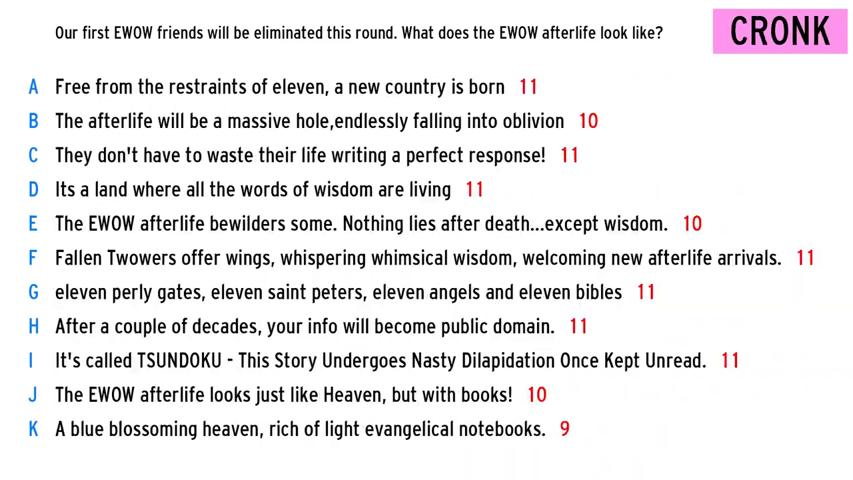 Our first EWOW friends will be eliminated this round. What does the EWOW afterlife look like?
CRONK
A Free from the restraints of eleven, a new country is born 11
B The afterlife will be a massive hole,endlessly falling into oblivion 10
C They don't have to waste their life writing a perfect response! 11
D Its a land where all the words of wisdom are living 11
E The EWOW afterlife bewilders some. Nothing lies after death...except wisdom. 10
F Fallen Twowers offer wings, whispering whimsical wisdom, welcoming new afterlife arrivals. 11
G eleven perly gates, eleven saint peters, eleven angels and eleven bibles 11
H After a couple of decades, your info will become public domain. 11
I It's called TSUNDOKU - This Story Undergoes Nasty Dilapidation Once Kept Unread. 11
J The EWOW afterlife looks just like Heaven, but with books! 10
K A blue blossoming heaven, rich of light evangelical notebooks. 9